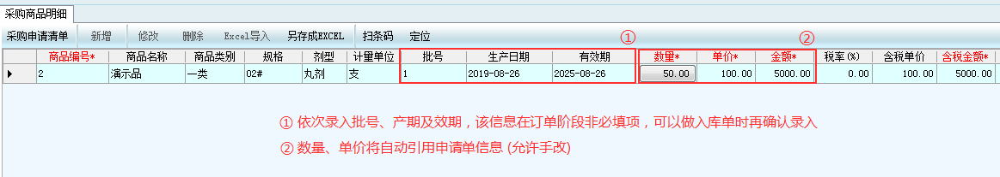 采购商品明细
采购申请清单 新增 修改 删除 Excel导入 另存成EXCEL 扫条码 定位
① ②
商品编号* 商品名称 商品类别 规格 剂型 计量单位 批号 生产日期 有效期 数量* 单价* 金额* 税率(%) 含税单价 含税金额*
2 演示品 一类 02# 丸剂 支 1 2019-08-26 2025-08-26 50.00 100.00 5000.00 0.00 100.00 5000.00
① 依次录入批号、产期及效期，该信息在订单阶段非必填项，可以做入库单时再确认录入
② 数量、单价将自动引用申请单信息 (允许手改)